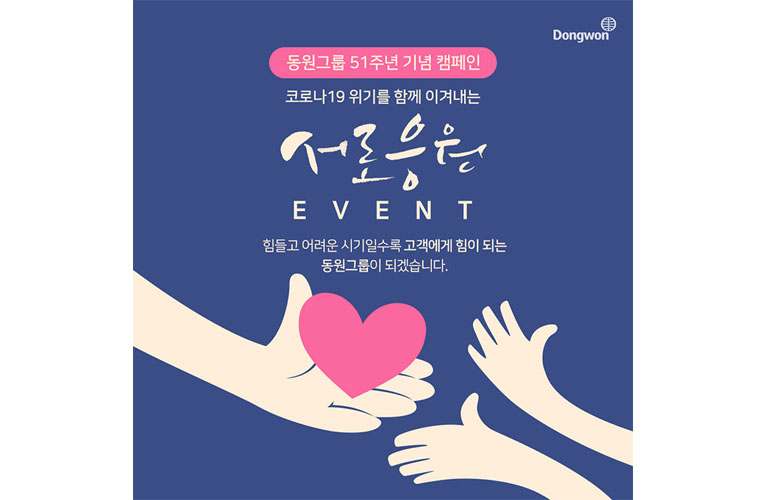 Dongwon
동원그룹 51주년 기념 캠페인
코로나19 위기를 함께 이겨내는
서로응원
EVENT
힘들고 어려운 시기일수록 고객에게 힘이 되는
동원그룹이 되겠습니다.